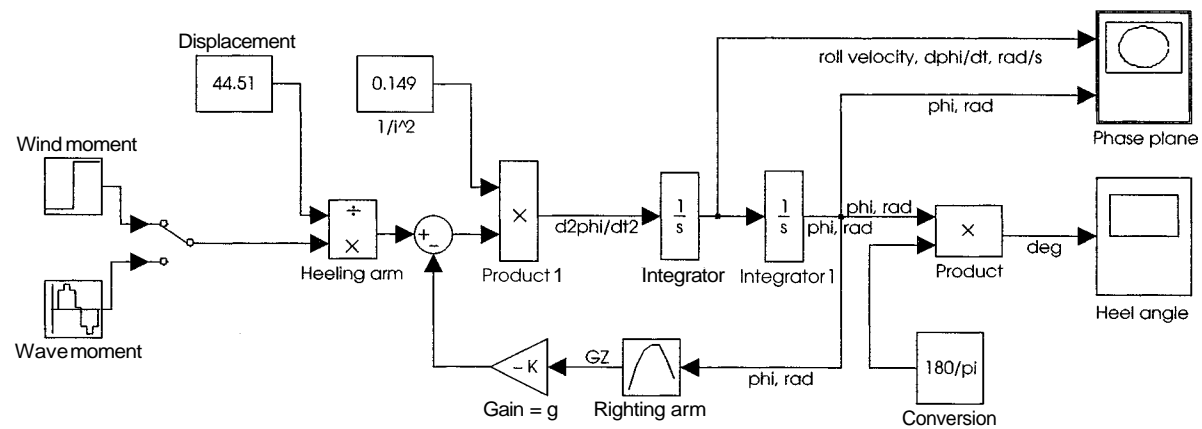 Displacement
44.51
0.149
1/i^2
roll velocity, dphi/dt, rad/s
phi, rad
Phase plane
Wind moment
÷
×
Heeling arm
+
−
×
Product 1
d2phi/dt2
1
s
Integrator
1
s
Integrator1
phi, rad
phi, rad
×
Product
deg
Heel angle
Wave moment
-K
Gain = g
GZ
Righting arm
phi, rad
180/pi
Conversion